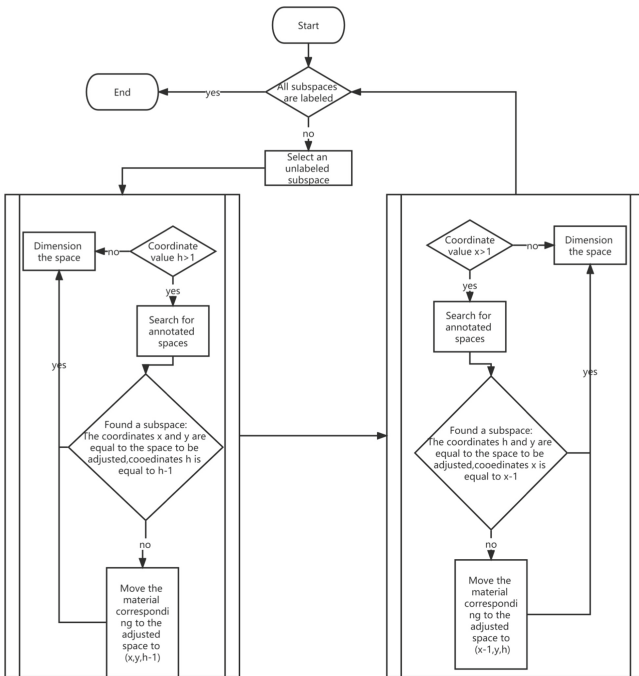 Start
All subspaces
are labeled
End
yes
no
Select an
unlabeled
subspace
Dimension
the space
no
Coordinate
value h>1
yes
Search for
annotated
spaces
yes
Found a subspace:
The coordinates x and y are
equal to the space to be
adjusted,cooedinates h is
equal to h-1
no
Move the
material
correspondi
ng to the
adjusted
space to
(x,y,h-1)
Coordinate
value x>1
no
Dimension
the space
yes
Search for
annotated
spaces
yes
Found a subspace:
The coordinates h and y are
equal to the space to be
adjusted,cooedinates x is
equal to x-1
no
Move the
material
correspondi
ng to the
adjusted
space to
(x-1,y,h)